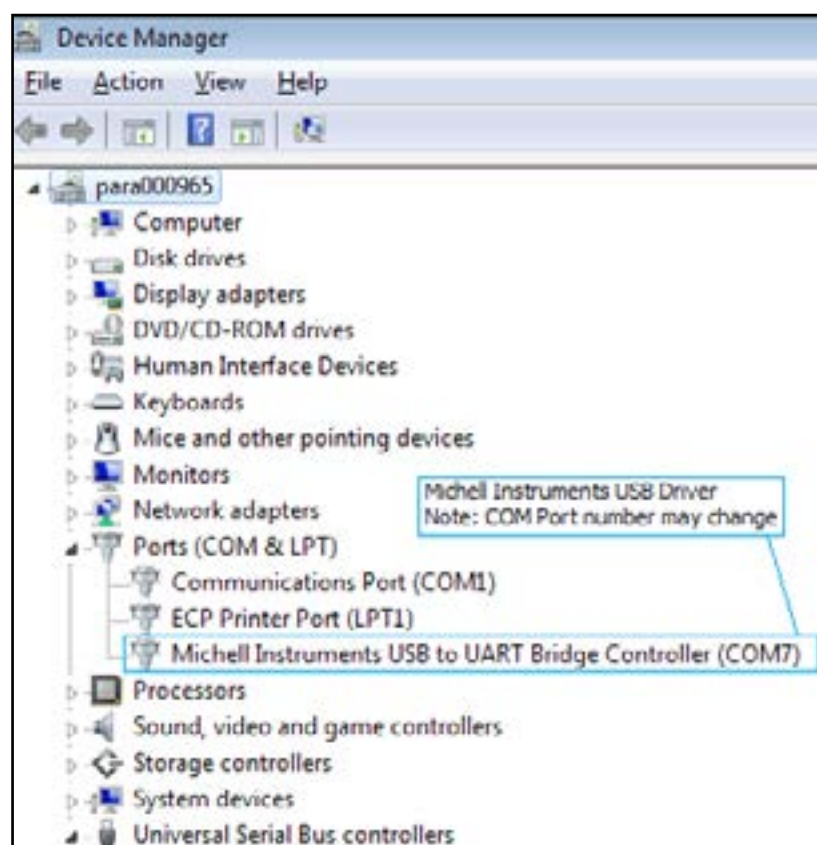 Device Manager
File Action View Help
para000965
Computer
Disk drives
Display adapters
DVD/CD-ROM drives
Human Interface Devices
Keyboards
Mice and other pointing devices
Monitors
Network adapters
Michell Instruments USB Driver
Note: COM Port number may change
Ports (COM & LPT)
Communications Port (COM1)
ECP Printer Port (LPT1)
Michell Instruments USB to UART Bridge Controller (COM7)
Processors
Sound, video and game controllers
Storage controllers
System devices
Universal Serial Bus controllers